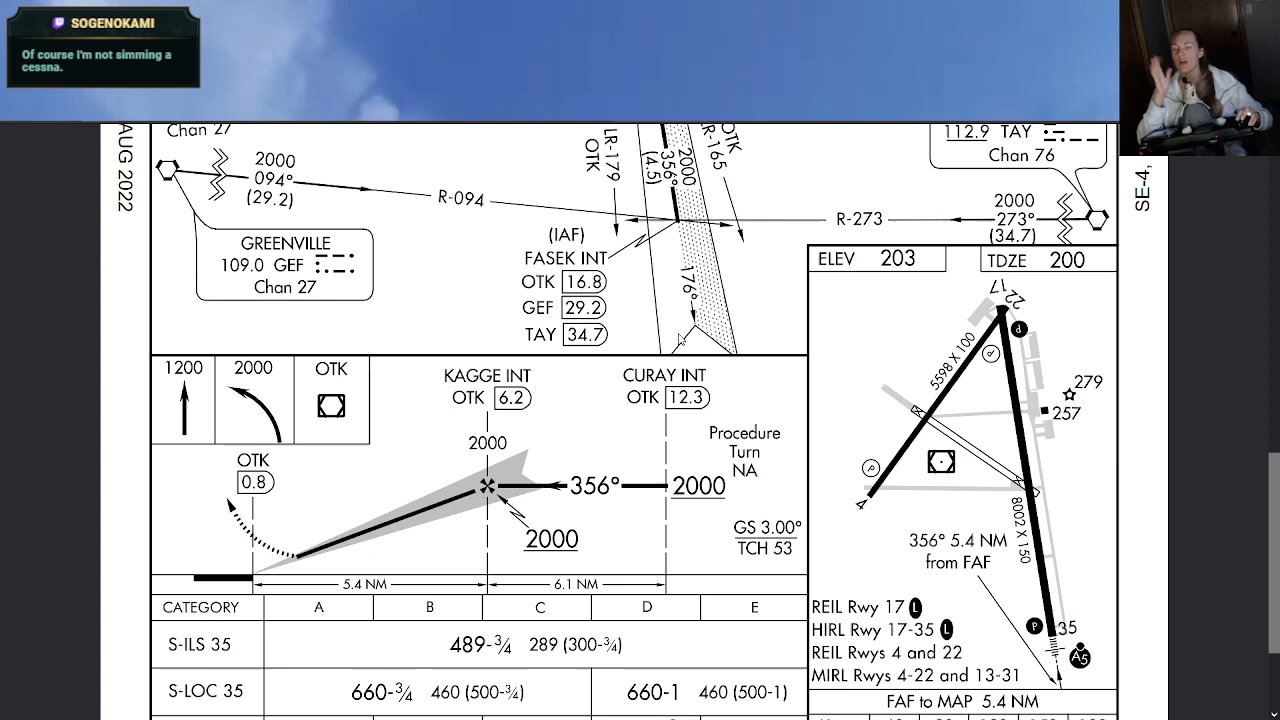 SOGENOKAMI
Of course I'm not simming a
cessna.
AUG 2022
SE-4,
Chan 27
2000
094°
(29.2)
R-094
GREENVILLE
109.0 GEF
Chan 27
LR-179
OTK
356°
(4.5)
2000
OTK
LR-165
176°
(IAF)
FASEK INT
OTK 16.8
GEF 29.2
TAY 34.7
R-273
112.9 TAY
Chan 76
2000
273°
(34.7)
ELEV 203
TDZE 200
1200
2000
OTK
KAGGE INT
OTK 6.2
CURAY INT
OTK 12.3
2000
Procedure
Turn
NA
OTK
0.8
356°
2000
2000
GS 3.00°
TCH 53
5.4 NM
6.1 NM
CATEGORY A B C D E
S-ILS 35 489-¾ 289 (300-¾)
S-LOC 35 660-¾ 460 (500-¾) 660-1 460 (500-1)
17
22
P
P
5598 X 100
279
257
P
4
8002 X 150
356° 5.4 NM
from FAF
P
35
A5
REIL Rwy 17 L
HIRL Rwy 17-35 L
REIL Rwys 4 and 22
MIRL Rwys 4-22 and 13-31
FAF to MAP 5.4 NM